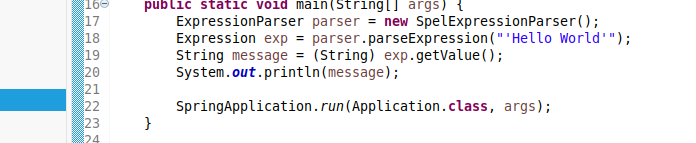 16 public static void main(String[] args) {
17 ExpressionParser parser = new SpelExpressionParser();
18 Expression exp = parser.parseExpression("'Hello World'");
19 String message = (String) exp.getValue();
20 System.out.println(message);
21
22 SpringApplication.run(Application.class, args);
23 }
24